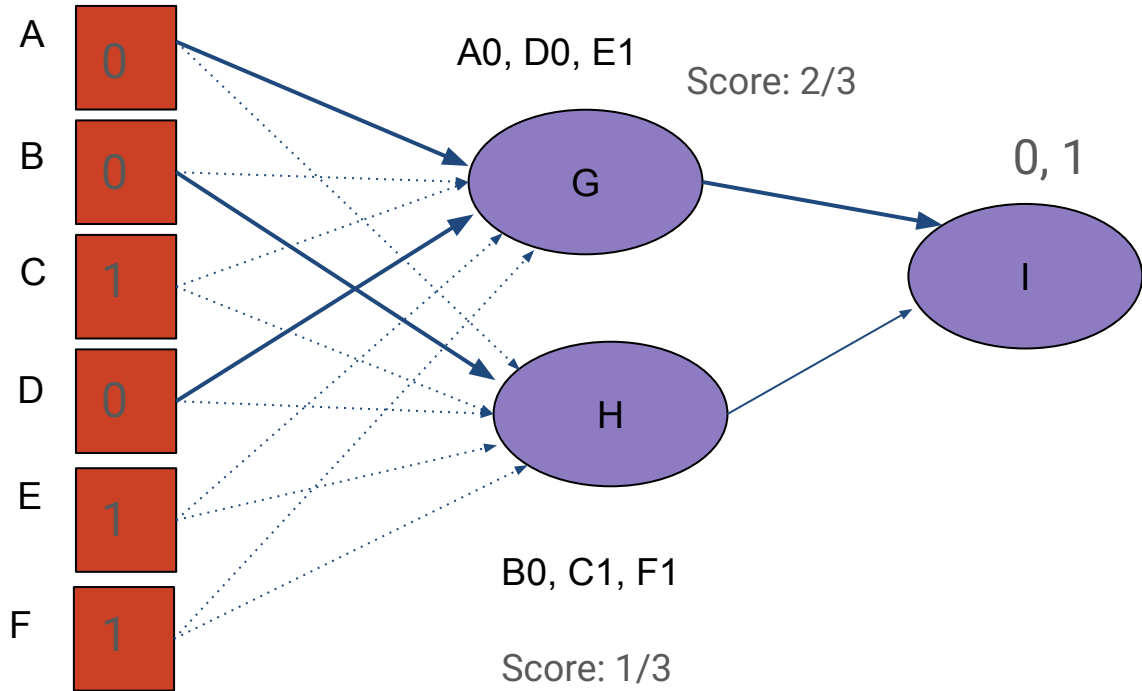 A
0
A0, D0, E1
Score: 2/3
B
0
G
0, 1
C
1
I
D
0
H
E
1
B0, C1, F1
F
1
Score: 1/3